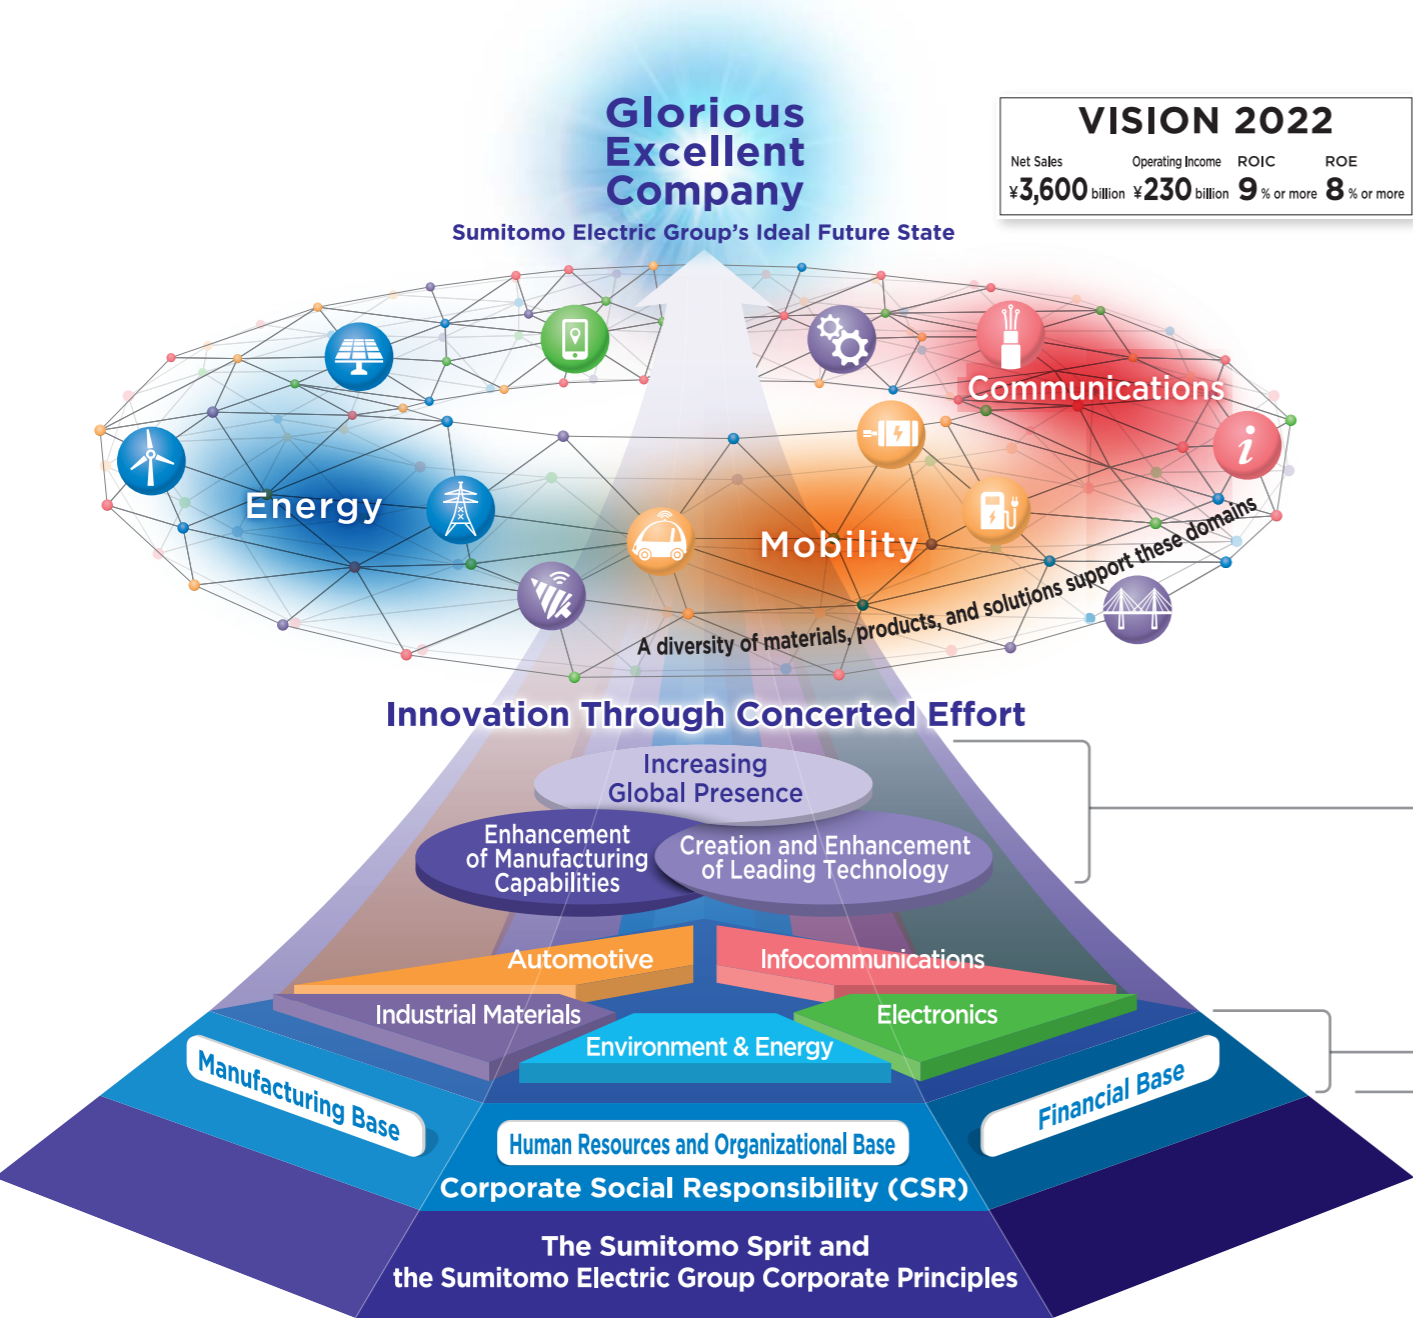 Glorious
Excellent
Company
Sumitomo Electric Group's Ideal Future State
VISION 2022
Net Sales Operating Income ROIC ROE
¥3,600 billion ¥230 billion 9 % or more 8 % or more
Communications
i
Energy
Mobility
A diversity of materials, products, and solutions support these domains
Innovation Through Concerted Effort
Increasing
Global Presence
Enhancement
of Manufacturing
Capabilities
Creation and Enhancement
of Leading Technology
Automotive
Infocommunications
Industrial Materials
Electronics
Environment & Energy
Manufacturing Base
Financial Base
Human Resources and Organizational Base
Corporate Social Responsibility (CSR)
The Sumitomo Sprit and
the Sumitomo Electric Group Corporate Principles